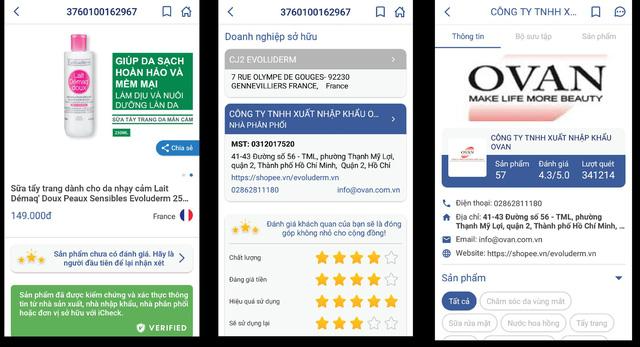 3760100162967
Evoluderm
Lait
Démaq'
doux
GIÚP DA SẠCH
HOÀN HẢO VÀ
MỀM MẠI
LÀM DỊU VÀ NUÔI
DƯỠNG LÀN DA
SỮA TẨY TRANG DA MẪN CẢM
250ML
Chia sẻ
Sữa tẩy trang dành cho da nhạy cảm Lait
Démaq' Doux Peaux Sensibles Evoluderm 25...
149.000đ
France
Sản phẩm chưa có đánh giá. Hãy là
người đầu tiên để lại nhận xét
Sản phẩm đã được kiểm chứng và xác thực thông
tin từ nhà sản xuất, nhà nhập khẩu, nhà phân phối
hoặc đơn vị sở hữu với iCheck.
VERIFIED
3760100162967
Doanh nghiệp sở hữu
CJ2 EVOLUDERM
7 RUE OLYMPE DE GOUGES- 92230
GENNEVILLIERS FRANCE, France
CÔNG TY TNHH XUẤT NHẬP KHẨU O...
NHÀ PHÂN PHỐI
MST: 0312017520
41-43 Đường số 56 - TML, phường Thạnh Mỹ Lợi,
quận 2, Thành phố Hồ Chí Minh, Quận 2, Hồ Chí
https://shopee.vn/evoluderm
02862811180 info@ovan.com.vn
Đánh giá khách quan của bạn sẽ là đóng
góp không nhỏ cho cộng đồng!
Chất lượng
Đáng giá tiền
Hiệu quả sử dụng
Sẽ sử dụng lại
CÔNG TY TNHH X...
Thông tin Bộ sưu tập Sản phẩm
OVAN
MAKE LIFE MORE BEAUTY
OVAN
CÔNG TY TNHH XUẤT NHẬP KHẨU
OVAN
Sản phẩm Đánh giá Lượt quét
57 4.3/5.0 341214
Điện thoại: 02862811180
Địa chỉ: 41-43 Đường số 56 - TML, phường
Thạnh Mỹ Lợi, quận 2, Thành phố Hồ Chí Minh, ...
Email: info@ovan.com.vn
Website: https://shopee.vn/evoluderm
Sản phẩm
Tất cả Chăm sóc da vùng mắt
Sữa rửa mặt Nước hoa hồng Tẩy trang